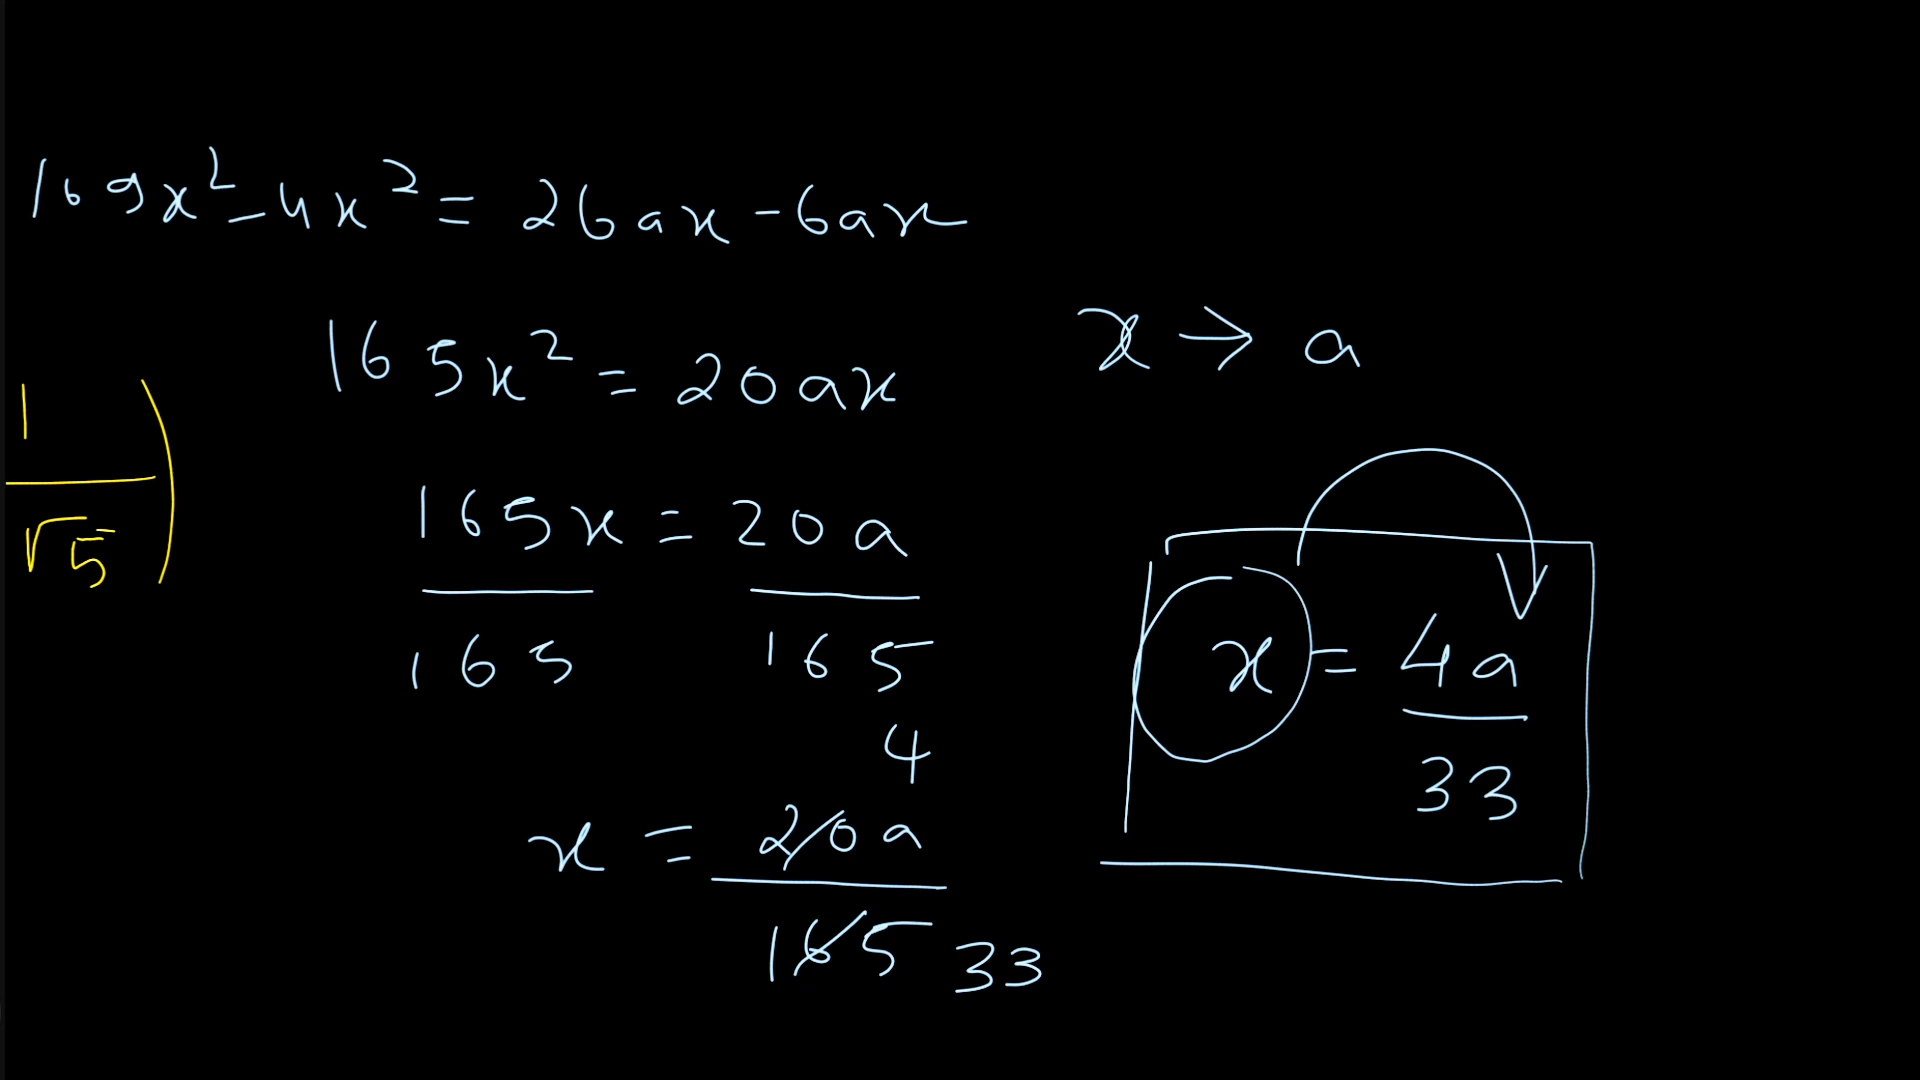 169x² - 4x² = 26ax - 6ax
165x² = 20ax
x → a
1
√5 )
165x = 20a
165 165
x = 4a
33
4
x = 20a
165 33